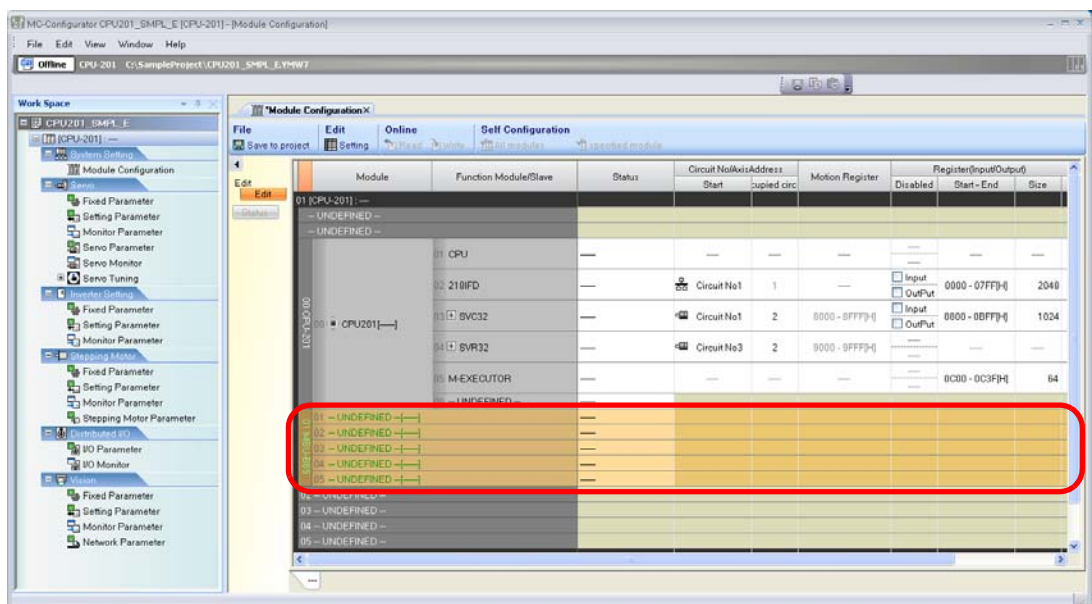 MC-Configurator CPU201_SMPL_E [CPU-201] - [Module Configuration]
File Edit View Window Help
Offline CPU-201 C:\SampleProject\CPU201_SMPL_E.YMW7
Work Space
CPU201_SMPL_E
[CPU-201] : ---
System Setting
Module Configuration
Servo
Fixed Parameter
Setting Parameter
Monitor Parameter
Servo Parameter
Servo Monitor
Servo Tuning
Inverter Setting
Fixed Parameter
Setting Parameter
Monitor Parameter
Stepping Motor
Fixed Parameter
Setting Parameter
Monitor Parameter
Stepping Motor Parameter
Distributed I/O
I/O Parameter
I/O Monitor
Vision
Fixed Parameter
Setting Parameter
Monitor Parameter
Network Parameter
*Module Configuration X
File Edit Online Self Configuration
Save to project Setting Read Write All modules specified module
Edit
Edit
Status
Module Function Module/Slave Status Circuit No/AxisAddress Motion Register Register(Input/Output)
Start cupied circ Disabled Start - End Size
01 [CPU-201] : ---
-- UNDEFINED --
-- UNDEFINED --
00 CPU-201
00 CPU201[----]
01 CPU --- --- --- --- --- --- ---
02 218IFD --- Circuit No1 1 --- Input OutPut 0000 - 07FF[H] 2048
03 SVC32 --- Circuit No1 2 8000 - 8FFF[H] Input OutPut 0800 - 0BFF[H] 1024
04 SVR32 --- Circuit No3 2 9000 - 9FFF[H] --- --- ---
05 M-EXECUTOR --- --- --- --- --- 0C00 - 0C3F[H] 64
-- UNDEFINED --
01 -- UNDEFINED --[----] ---
02 -- UNDEFINED --[----] ---
03 -- UNDEFINED --[----] ---
04 -- UNDEFINED --[----] ---
05 -- UNDEFINED --[----] ---
02 -- UNDEFINED --
03 -- UNDEFINED --
04 -- UNDEFINED --
05 -- UNDEFINED --
---